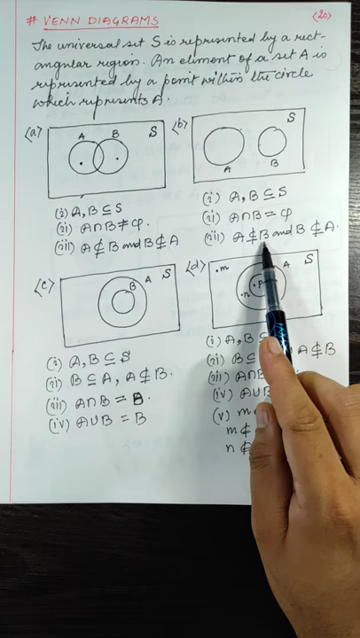 # VENN DIAGRAMS
<20>
The universal set S is represented by a rect-
angular region. An element of a set A is
represented by a point within the circle
which represents A.
<a>
A B S
(i) A, B ⊆ S
(ii) A∩B ≠ φ.
(iii) A ⊈ B and B ⊈ A
<b>
S
A B
(i) A, B ⊆ S
(ii) A∩B = φ
(iii) A ⊈ B and B ⊈ A.
<c>
B A S
(i) A, B ⊆ S
(ii) B ⊆ A, A ⊈ B.
(iii) A∩B = B.
(iv) A∪B = B
<d>
m A S
n P
(i) A, B
(ii) B A ⊈ B
(iii) A∩
(iv) A∪
(v) m
m
n